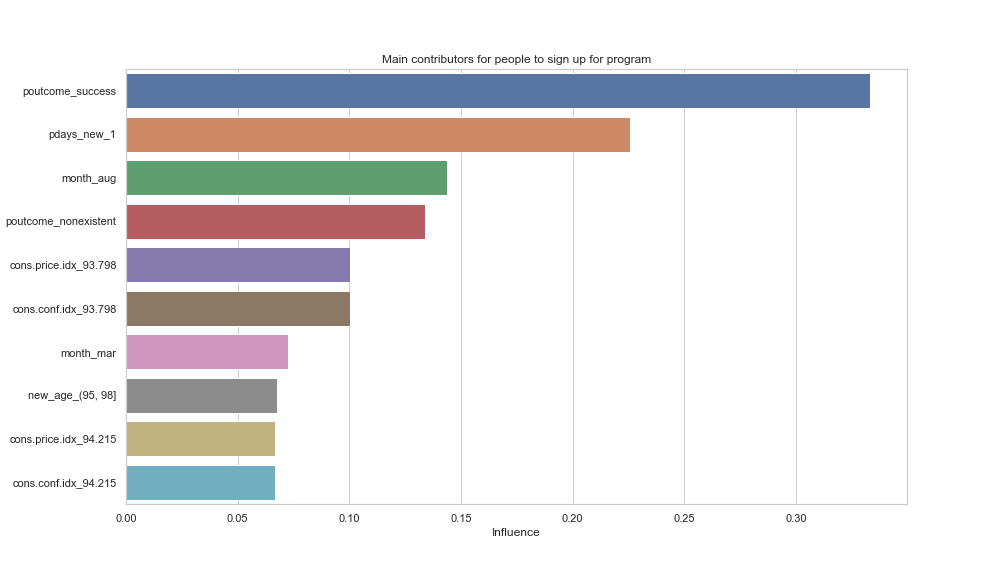 Main contributors for people to sign up for program
poutcome_success
pdays_new_1
month_aug
poutcome_nonexistent
cons.price.idx_93.798
cons.conf.idx_93.798
month_mar
new_age_(95, 98]
cons.price.idx_94.215
cons.conf.idx_94.215
0.00 0.05 0.10 0.15 0.20 0.25 0.30
Influence